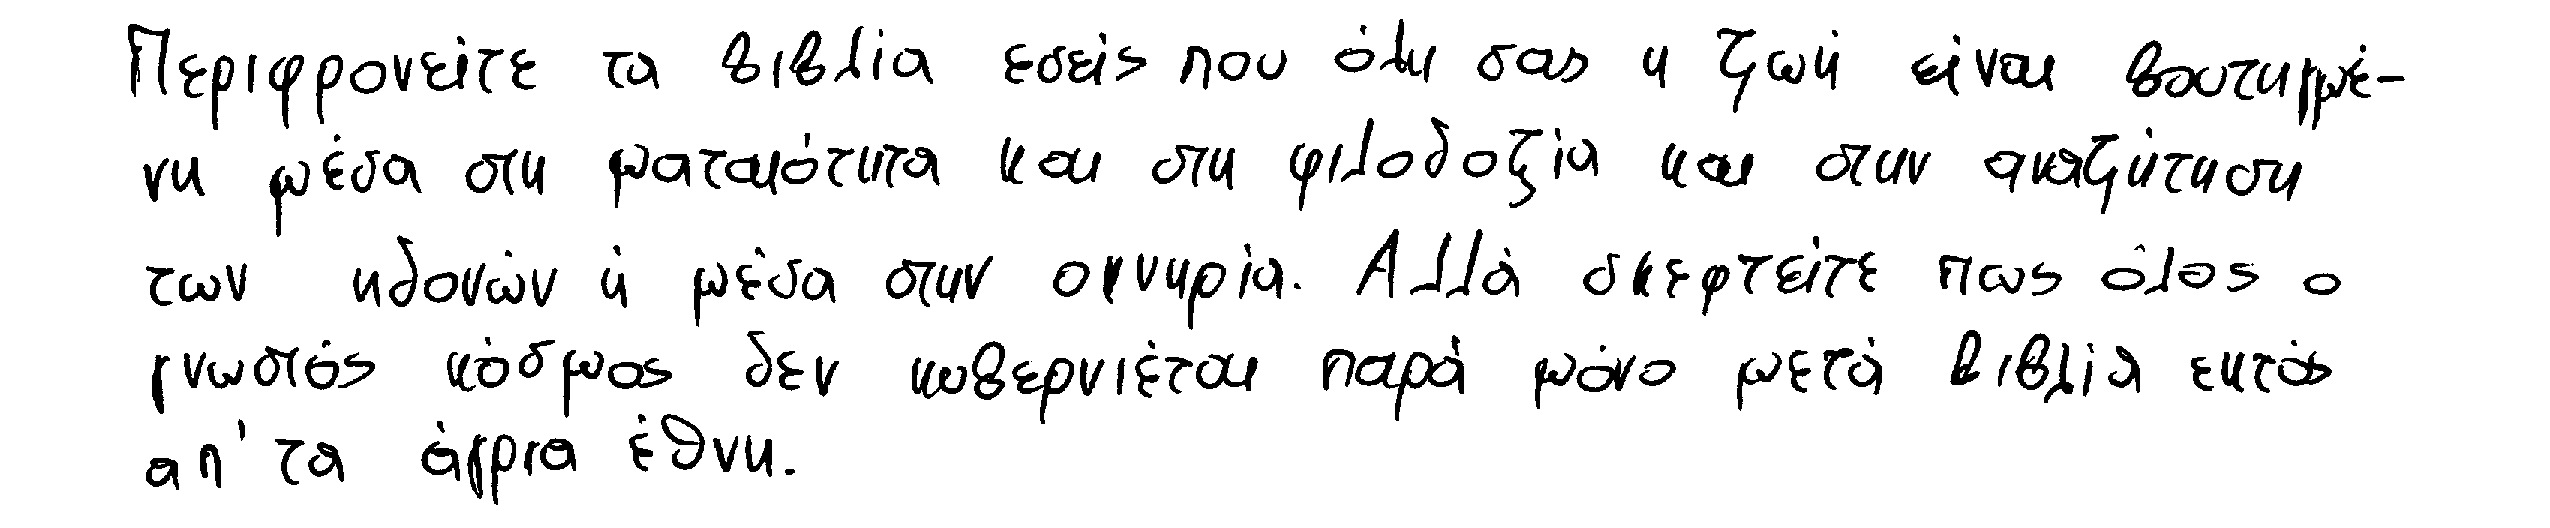 Περιφρονείτε τα βιβλία εσείς που όλη σας η ζωή είναι βουτηγμέ-
νη μέσα στη ματαιότητα και στη φιλοδοξία και στην αναζήτηση
των ηδονών ή μέσα στην οκνηρία. Αλλά σκεφτείτε πως όλος ο
γνωστός κόσμος δεν κυβερνιέται παρά μόνο μετά βιβλία εκτός
απ' τα άγρια έθνη.